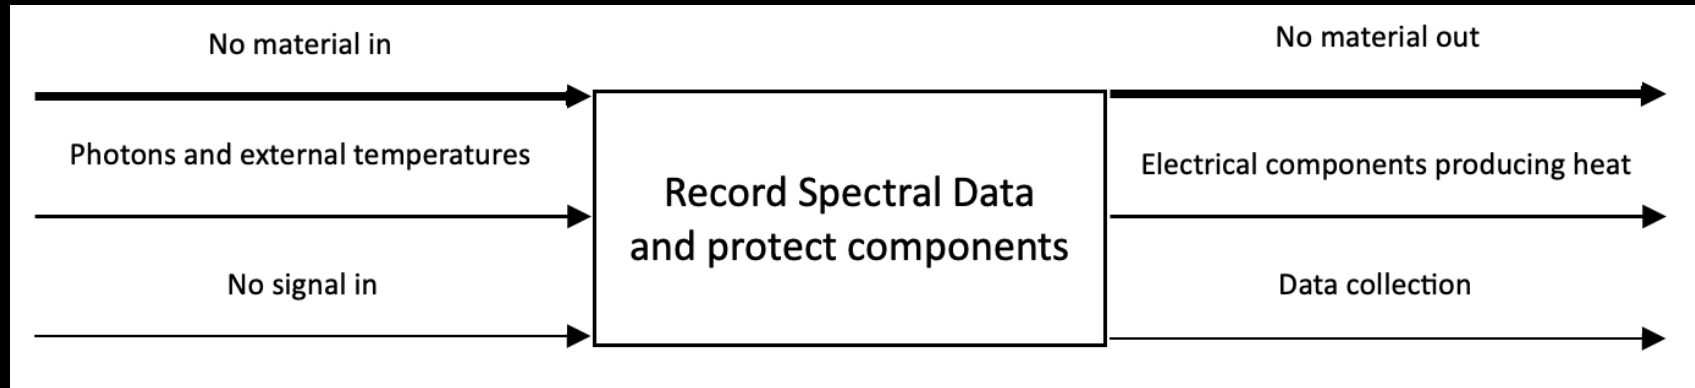 No material in
No material out
Photons and external temperatures
Electrical components producing heat
Record Spectral Data
and protect components
No signal in
Data collection